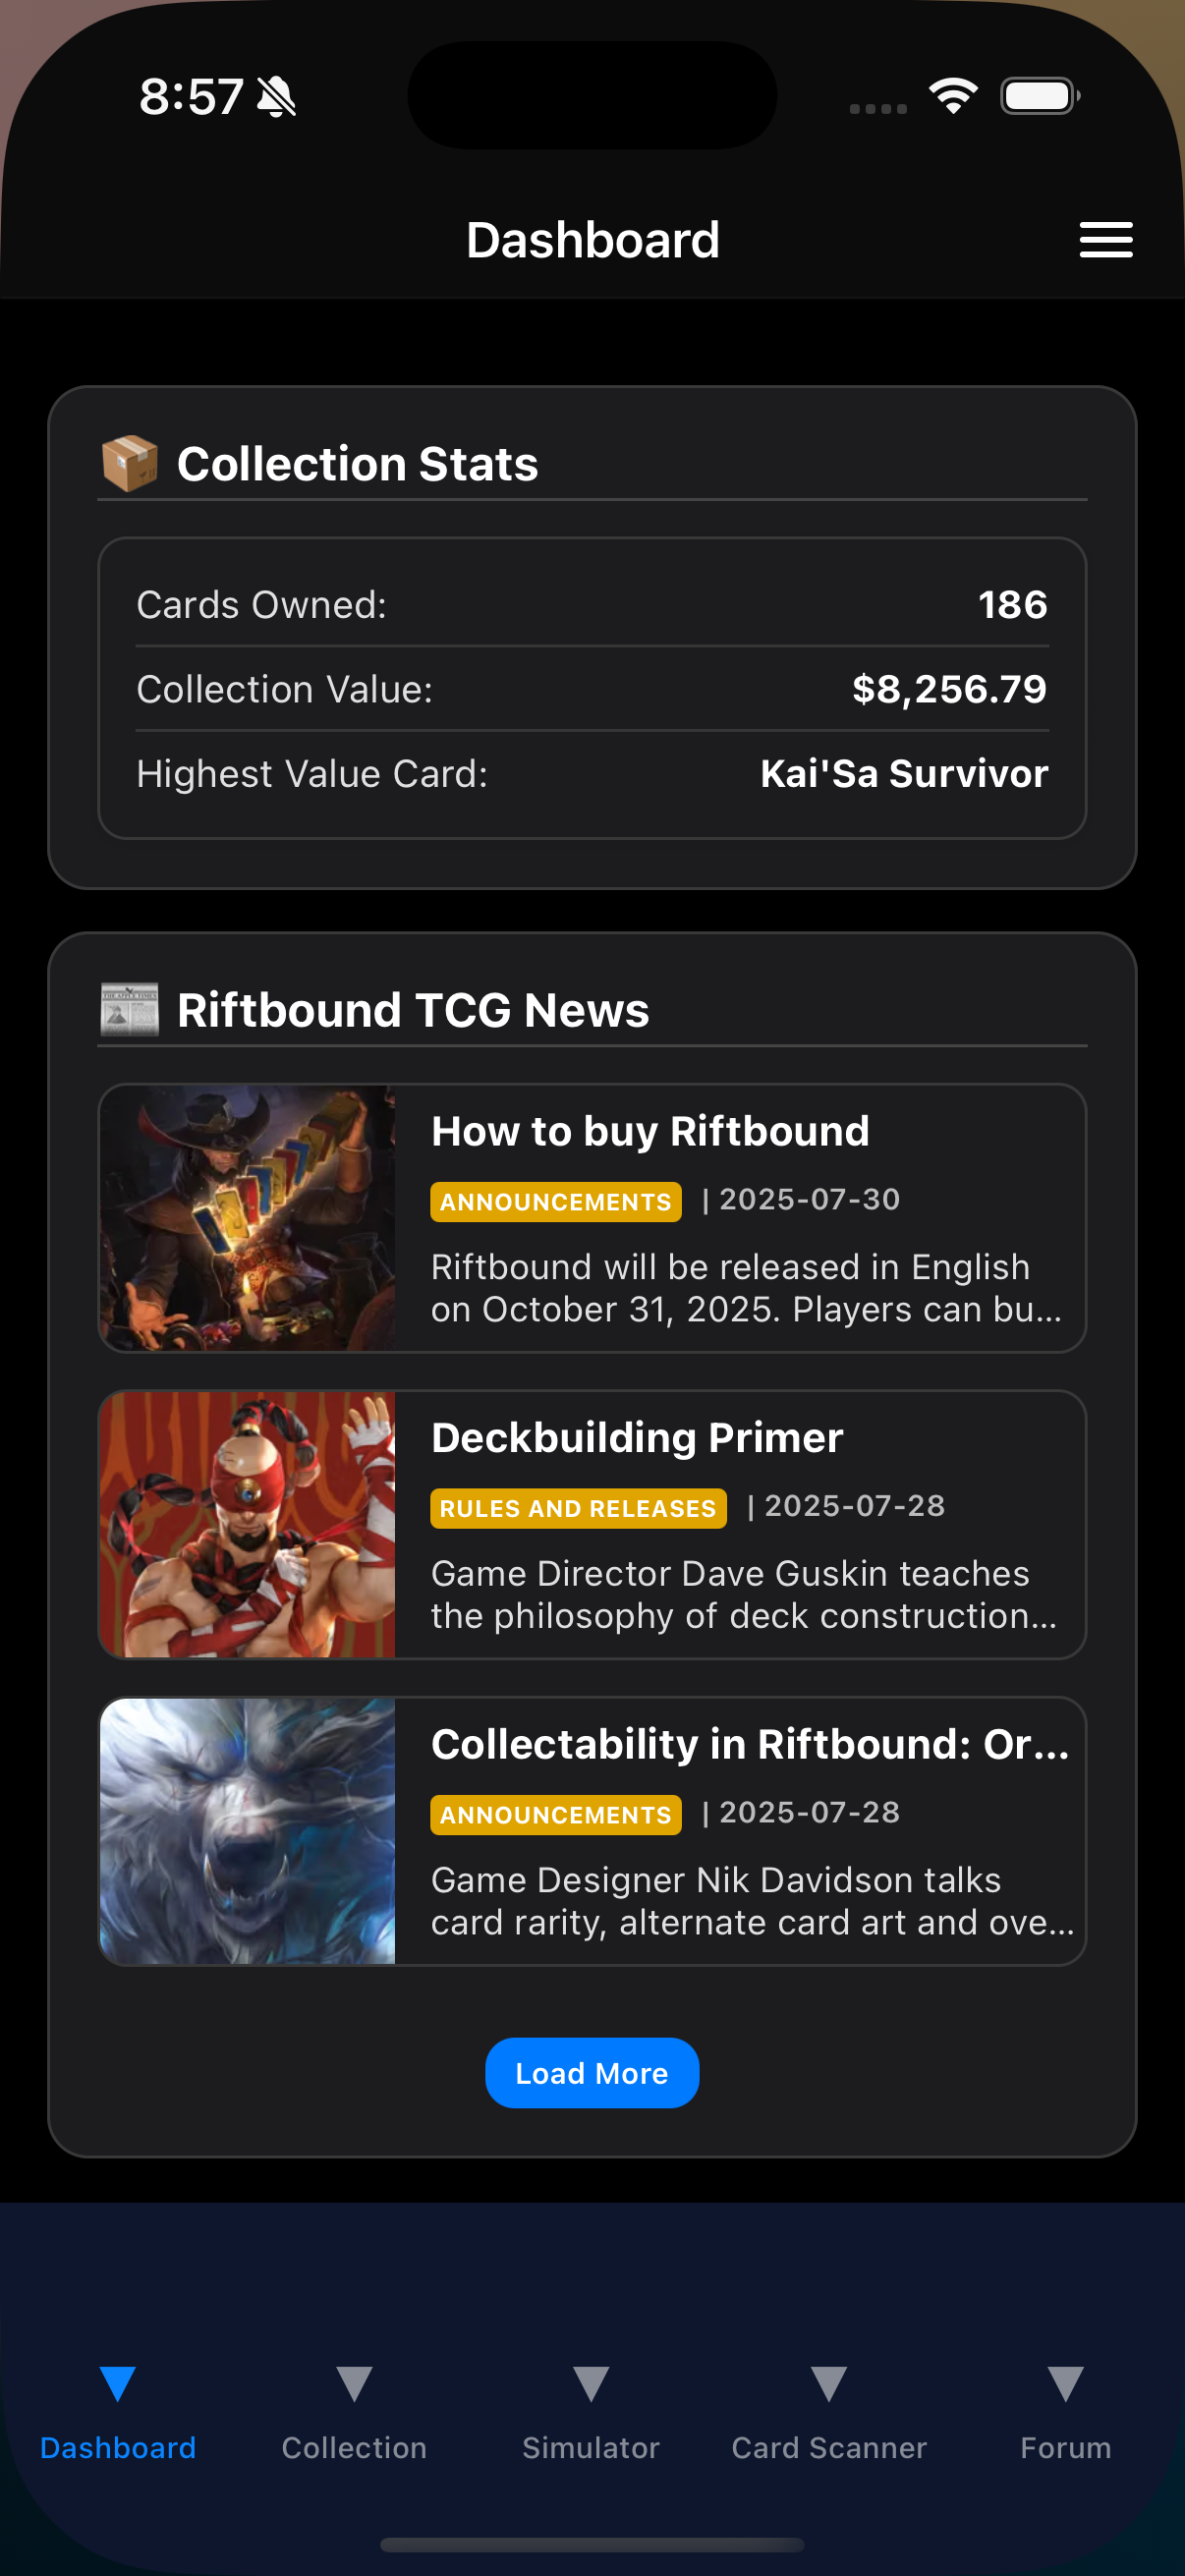 8:57
Dashboard
Collection Stats
Cards Owned: 186
Collection Value: $8,256.79
Highest Value Card: Kai'Sa Survivor
Riftbound TCG News
How to buy Riftbound
ANNOUNCEMENTS | 2025-07-30
Riftbound will be released in English
on October 31, 2025. Players can bu...
Deckbuilding Primer
RULES AND RELEASES | 2025-07-28
Game Director Dave Guskin teaches
the philosophy of deck construction...
Collectability in Riftbound: Or...
ANNOUNCEMENTS | 2025-07-28
Game Designer Nik Davidson talks
card rarity, alternate card art and ove...
Load More
Dashboard
Collection
Simulator
Card Scanner
Forum